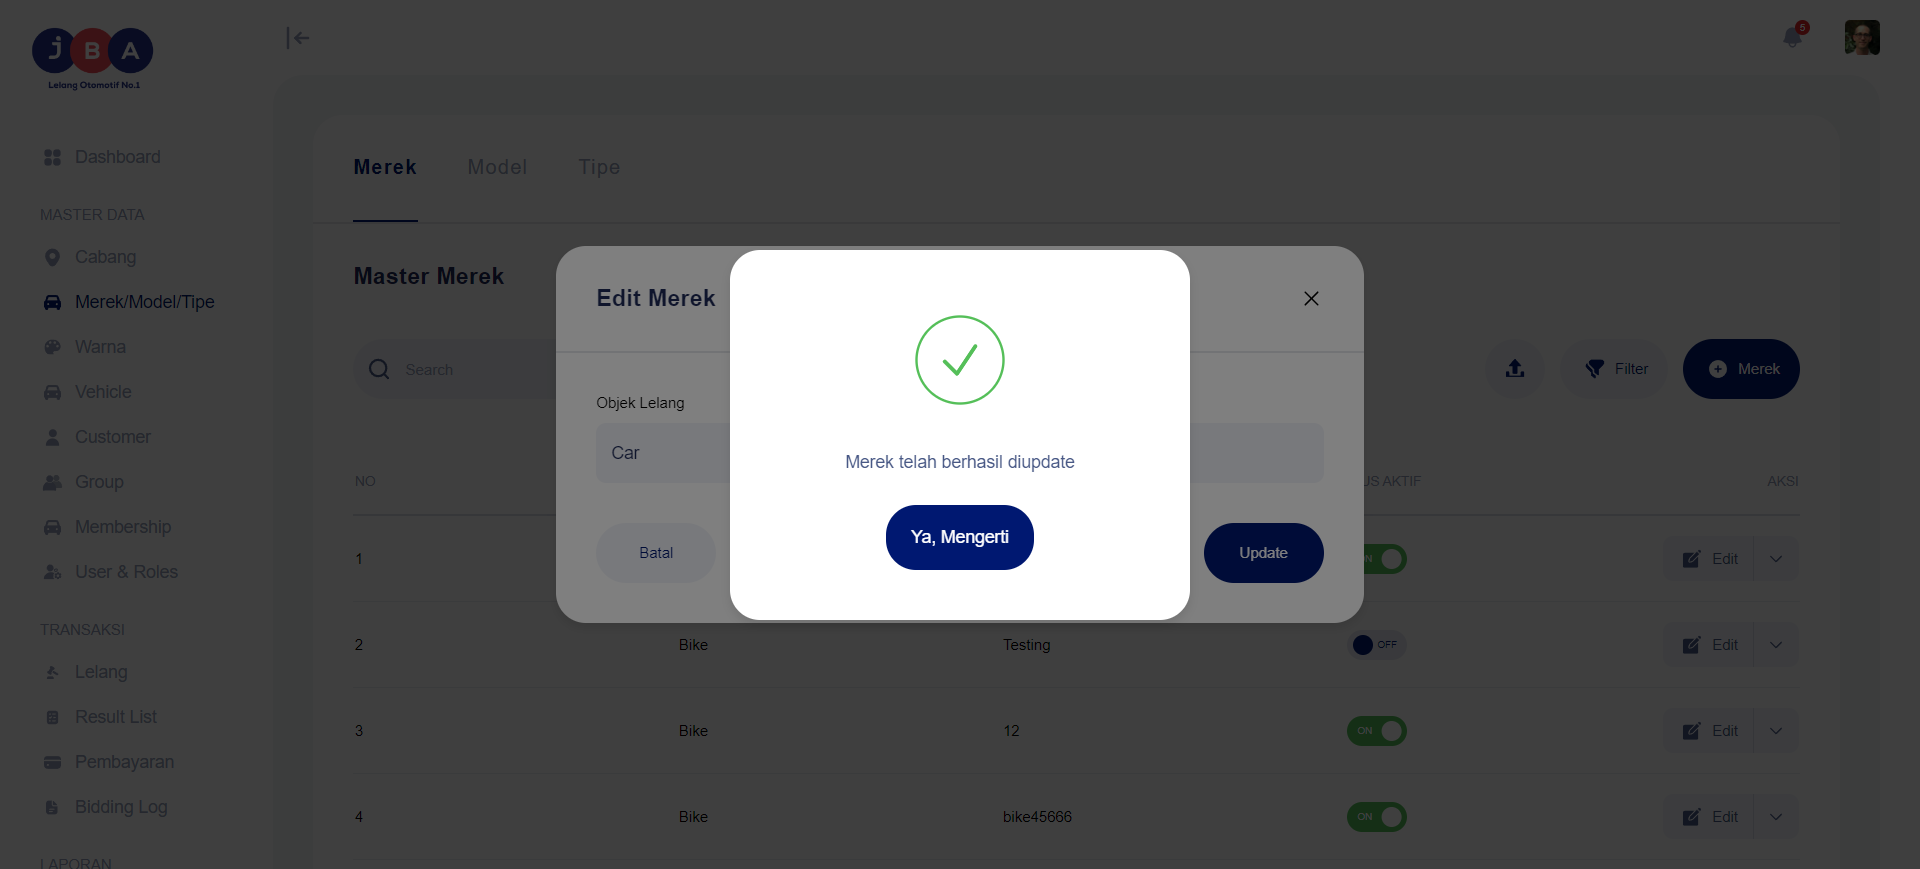 JBA
Lelang Otomotif No.1
5
Dashboard
MASTER DATA
Cabang
Merek/Model/Tipe
Warna
Vehicle
Customer
Group
Membership
User & Roles
TRANSAKSI
Lelang
Result List
Pembayaran
Bidding Log
LAPORAN
Merek Model Tipe
Master Merek
Search
Filter
Merek
NO
US AKTIF
AKSI
1
ON
Edit
2 Bike Testing OFF Edit
3 Bike 12 ON Edit
4 Bike bike45666 ON Edit
Edit Merek
Objek Lelang
Car
Batal
Update
Merek telah berhasil diupdate
Ya, Mengerti